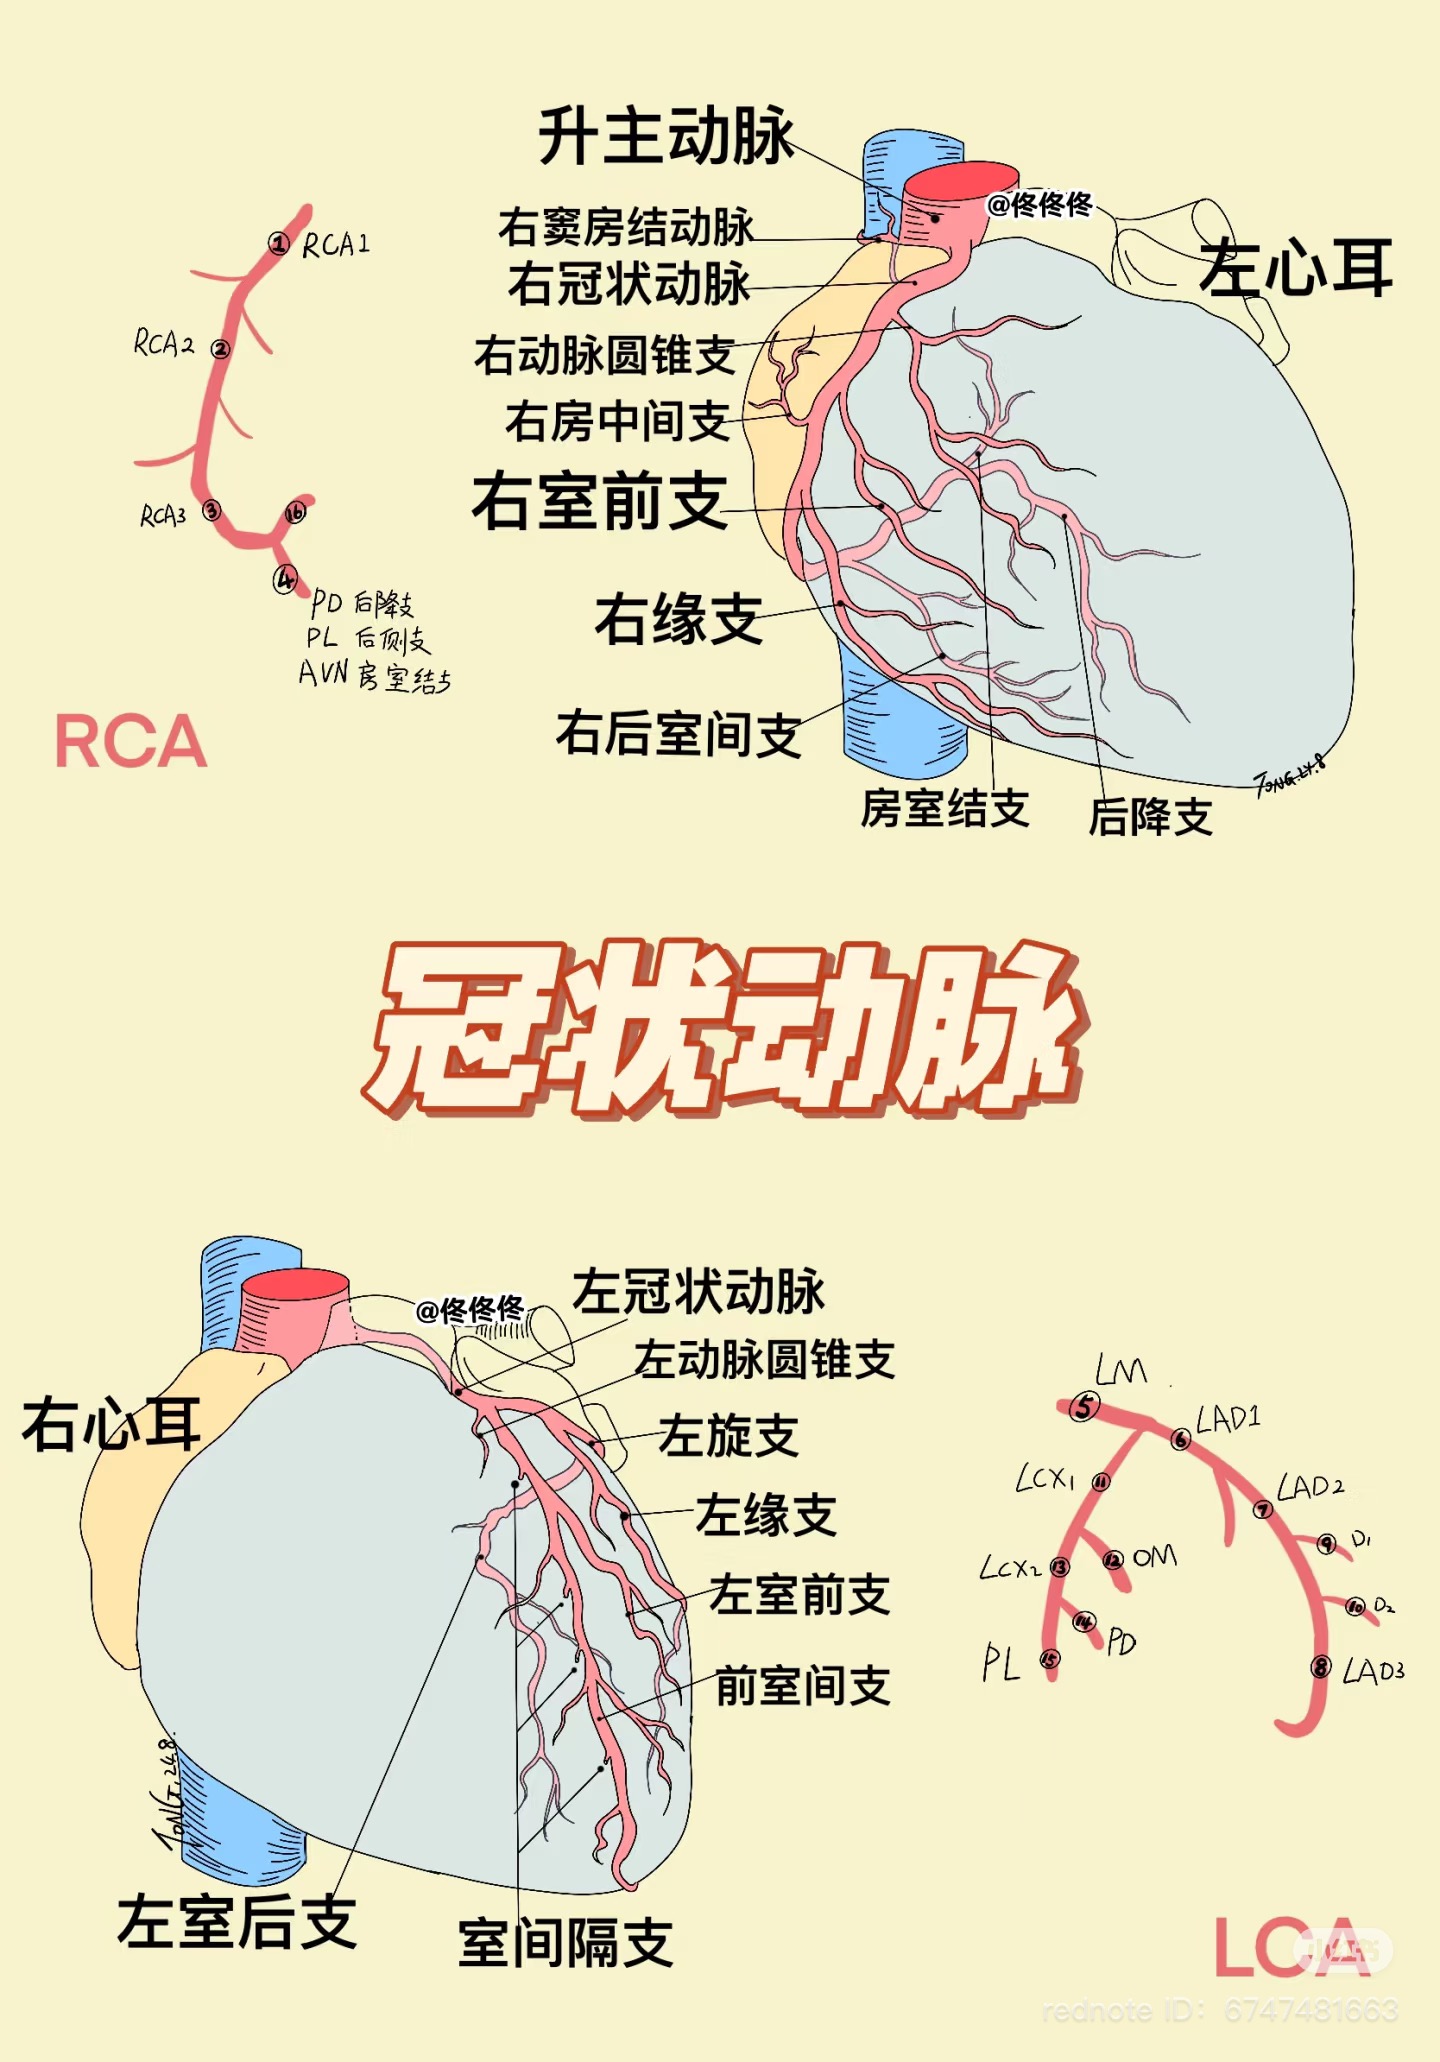 升主动脉
@佟佟佟
右窦房结动脉
① RCA1
右冠状动脉
左心耳
RCA2 ②
右动脉圆锥支
右房中间支
右室前支
RCA3 ③
⑯
④
PD 后降支
PL 后侧支
AVN 房室结支
右缘支
RCA
右后室间支
TONG.24.8
房室结支
后降支
冠状动脉
左冠状动脉
@佟佟佟
左动脉圆锥支
右心耳
左旋支
左缘支
左室前支
前室间支
LM
⑤
⑥ LAD1
LCX1 ⑪
⑦ LAD2
⑨ D1
LCX2 ⑬
⑫ OM
⑩ D2
⑭ PD
PL ⑮
⑧ LAD3
TONG.24.8.
左室后支
室间隔支
LCA
小红书
rednote ID: 6747481663